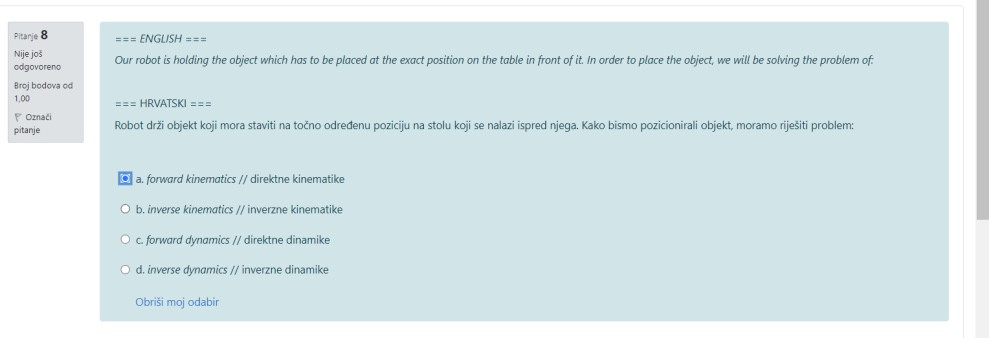 Pitanje 8
Nije još
odgovoreno
Broj bodova od
1,00
Označi
pitanje
=== ENGLISH ===
Our robot is holding the object which has to be placed at the exact position on the table in front of it. In order to place the object, we will be solving the problem of:
=== HRVATSKI ===
Robot drži objekt koji mora staviti na točno određenu poziciju na stolu koji se nalazi ispred njega. Kako bismo pozicionirali objekt, moramo riješiti problem:
a. forward kinematics // direktne kinematike
b. inverse kinematics // inverzne kinematike
c. forward dynamics // direktne dinamike
d. inverse dynamics // inverzne dinamike
Obriši moj odabir